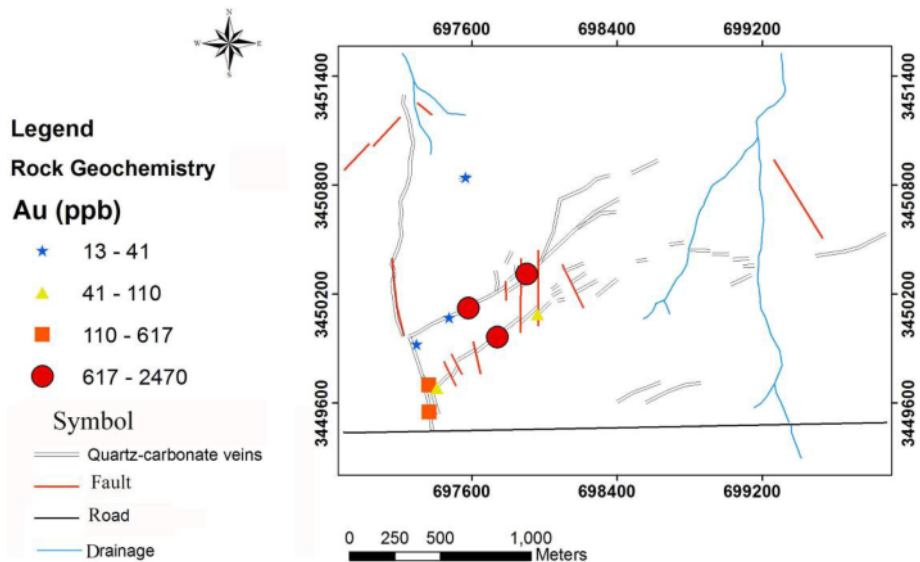 N
W E
S
Legend
Rock Geochemistry
Au (ppb)
13 - 41
41 - 110
110 - 617
617 - 2470
Symbol
Quartz-carbonate veins
Fault
Road
Drainage
697600 698400 699200
3451400 3451400
3450800 3450800
3450200 3450200
3449600 3449600
697600 698400 699200
0 250 500 1,000
Meters